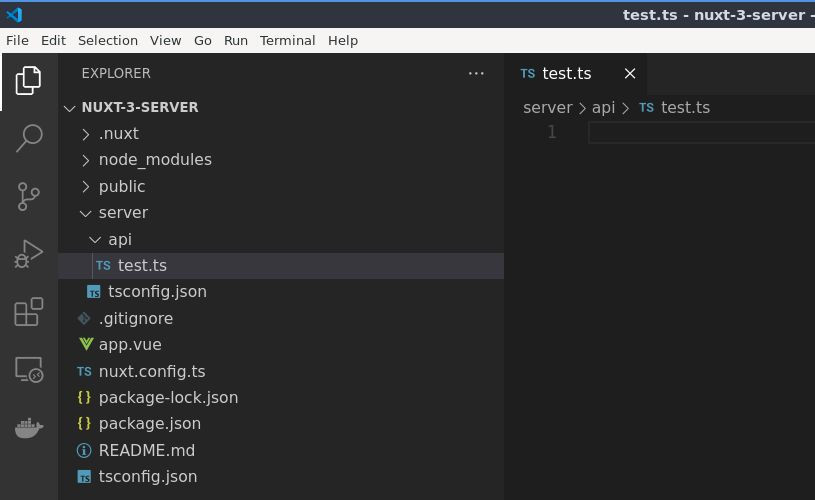 test.ts - nuxt-3-server -
File Edit Selection View Go Run Terminal Help
EXPLORER ···
TS test.ts
NUXT-3-SERVER
server > api > TS test.ts
.nuxt
1
node_modules
public
server
api
TS test.ts
TS tsconfig.json
.gitignore
app.vue
TS nuxt.config.ts
{ } package-lock.json
{ } package.json
README.md
TS tsconfig.json